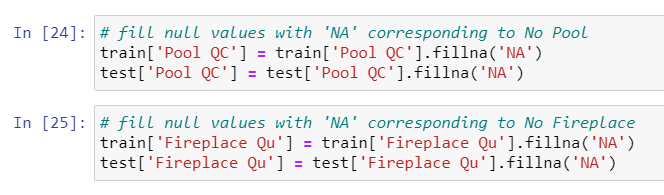 In [24]: # fill null values with 'NA' corresponding to No Pool
train['Pool QC'] = train['Pool QC'].fillna('NA')
test['Pool QC'] = test['Pool QC'].fillna('NA')
In [25]: # fill null values with 'NA' corresponding to No Fireplace
train['Fireplace Qu'] = train['Fireplace Qu'].fillna('NA')
test['Fireplace Qu'] = test['Fireplace Qu'].fillna('NA')